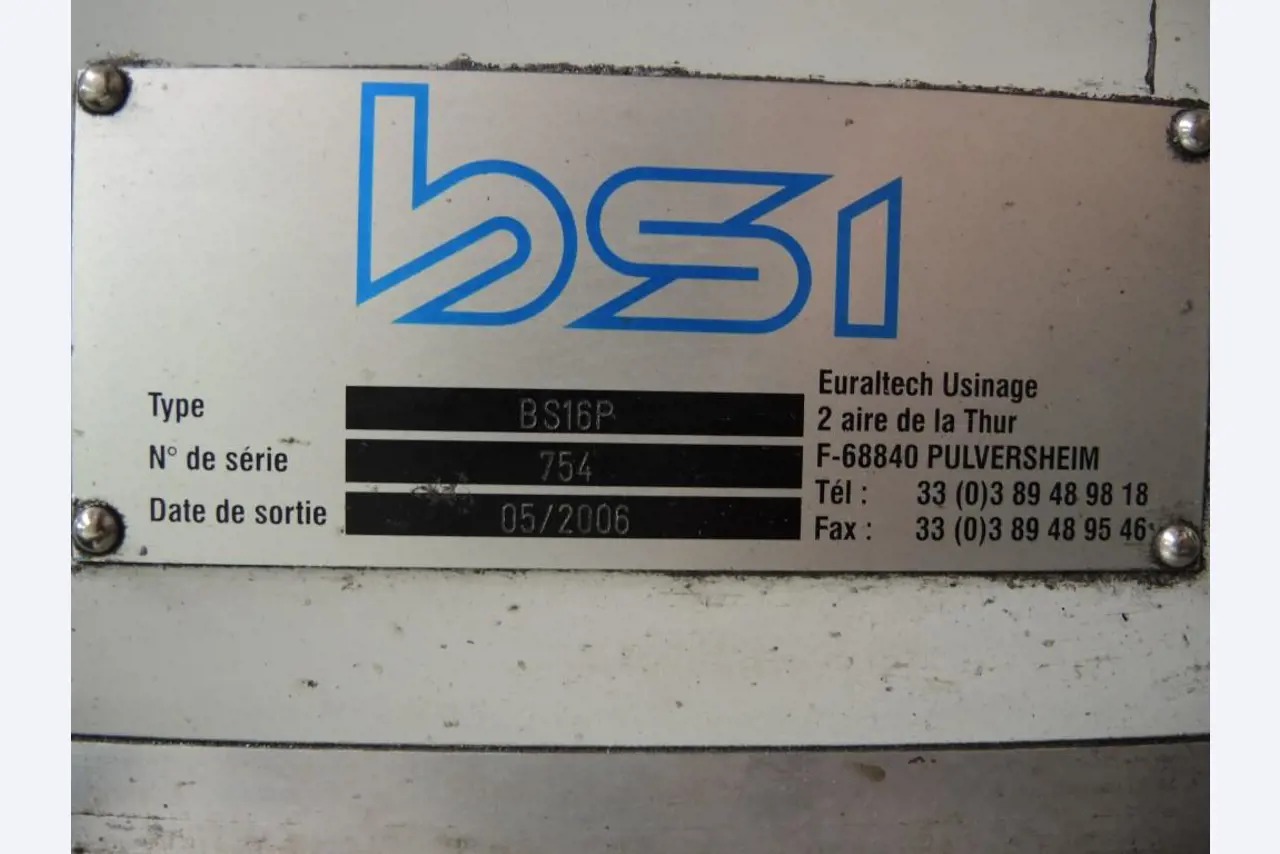 bsi
Type BS16P
N° de série 754
Date de sortie 05/2006
Euraltech Usinage
2 aire de la Thur
F-68840 PULVERSHEIM
Tél : 33 (0)3 89 48 98 18
Fax : 33 (0)3 89 48 95 46